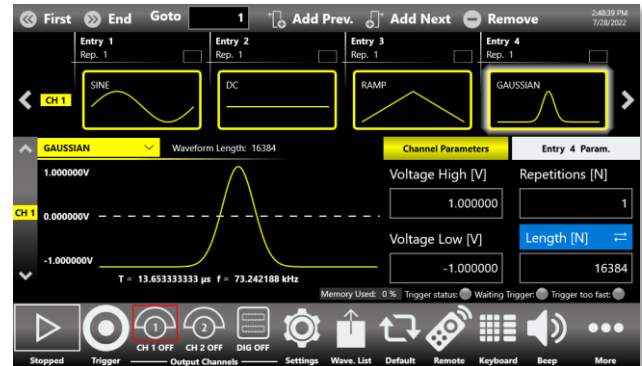 First End Goto 1 Add Prev. Add Next Remove 2:48:39 PM
7/28/2022
Entry 1 Entry 2 Entry 3 Entry 4
Rep. 1 Rep. 1 Rep. 1 Rep. 1
CH 1 SINE DC RAMP GAUSSIAN
GAUSSIAN Waveform Length: 16384 Channel Parameters Entry 4 Param.
1.000000V Voltage High [V] Repetitions [N]
1.000000 1
CH 1 0.000000V
Voltage Low [V] Length [N]
-1.000000V -1.000000 16384
T = 13.653333333 µs f = 73.242188 kHz
Memory Used: 0 % Trigger status: Waiting Trigger: Trigger too fast:
1 2
CH 1 OFF CH 2 OFF DIG OFF
Stopped Trigger Output Channels Settings Wave. List Default Remote Keyboard Beep More